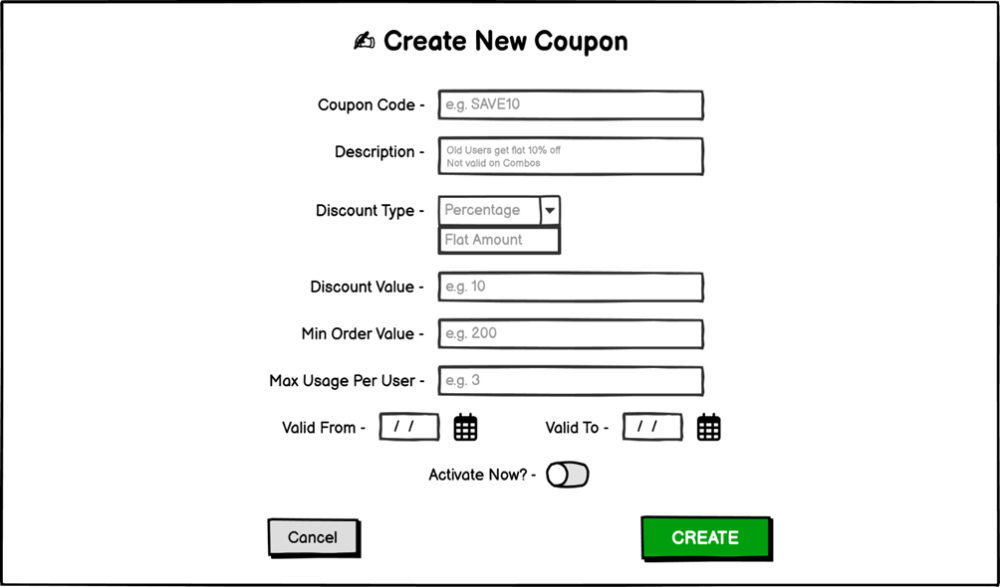 ✍ Create New Coupon
Coupon Code - e.g. SAVE10
Description - Old Users get flat 10% off
Not valid on Combos
Discount Type - Percentage
Flat Amount
Discount Value - e.g. 10
Min Order Value - e.g. 200
Max Usage Per User - e.g. 3
Valid From - / / Valid To - / /
Activate Now? -
Cancel CREATE